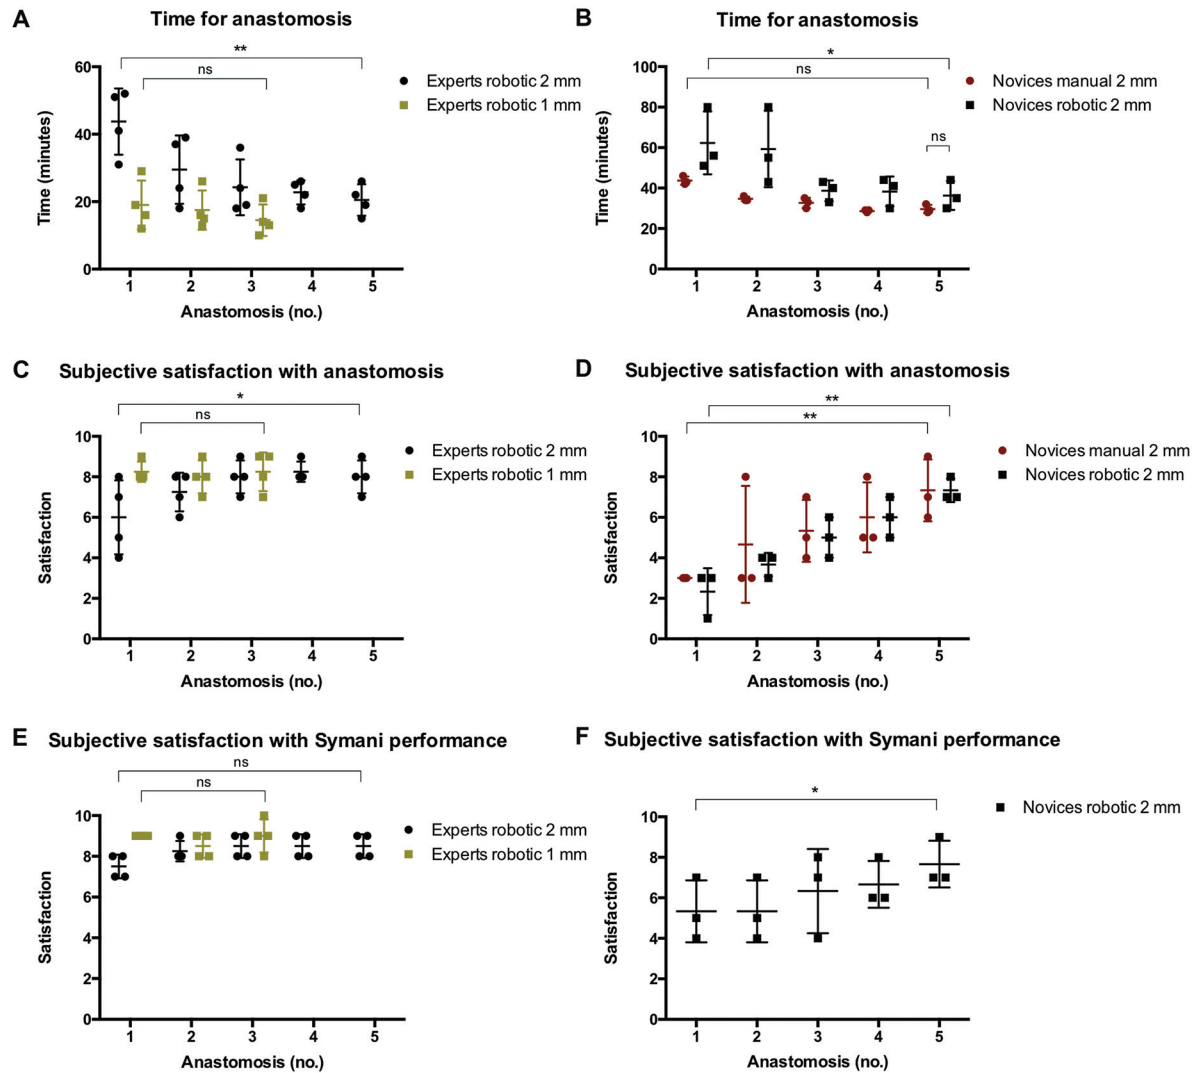 A
Time for anastomosis
**
ns
60
40
20
0
Time (minutes)
1 2 3 4 5
Anastomosis (no.)
Experts robotic 2 mm
Experts robotic 1 mm
B
Time for anastomosis
*
ns
ns
100
80
60
40
20
0
Time (minutes)
1 2 3 4 5
Anastomosis (no.)
Novices manual 2 mm
Novices robotic 2 mm
C
Subjective satisfaction with anastomosis
*
ns
10
8
6
4
2
0
Satisfaction
1 2 3 4 5
Anastomosis (no.)
Experts robotic 2 mm
Experts robotic 1 mm
D
Subjective satisfaction with anastomosis
**
**
10
8
6
4
2
0
Satisfaction
1 2 3 4 5
Anastomosis (no.)
Novices manual 2 mm
Novices robotic 2 mm
E
Subjective satisfaction with Symani performance
ns
ns
10
8
6
4
2
0
Satisfaction
1 2 3 4 5
Anastomosis (no.)
Experts robotic 2 mm
Experts robotic 1 mm
F
Subjective satisfaction with Symani performance
*
10
8
6
4
2
0
Satisfaction
1 2 3 4 5
Anastomosis (no.)
Novices robotic 2 mm